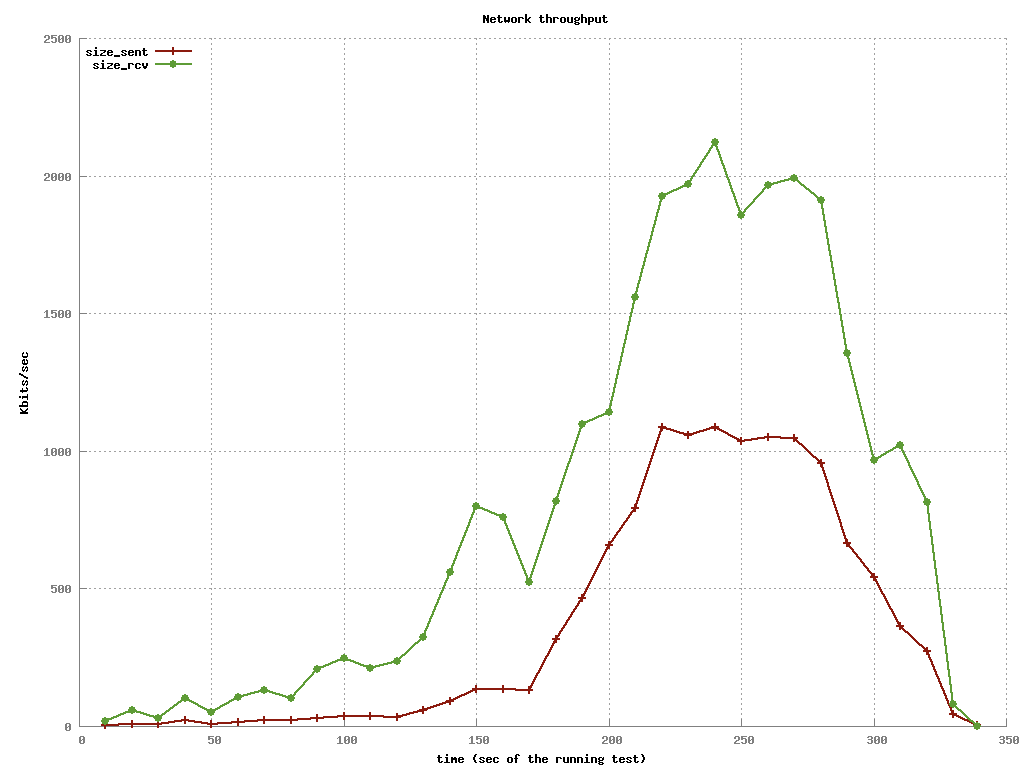 Network throughput
2500
size_sent
size_rcv
2000
1500
Kbits/sec
1000
500
0
0 50 100 150 200 250 300 350
time (sec of the running test)